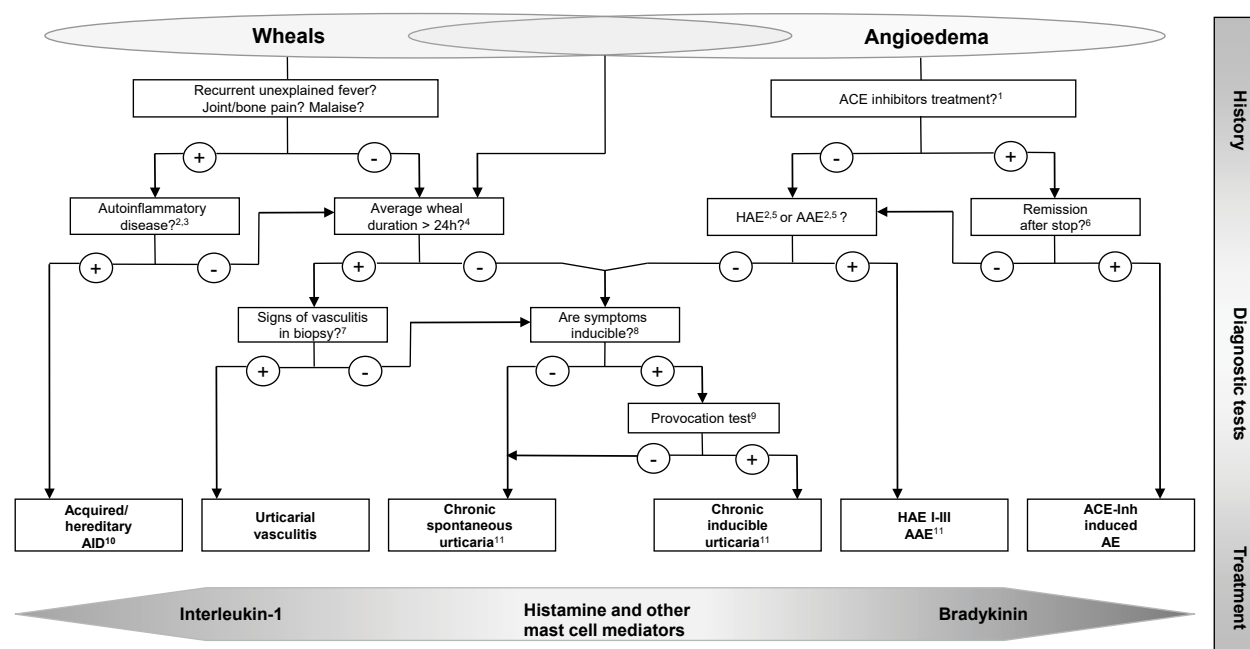 Wheals
Angioedema
Recurrent unexplained fever?
Joint/bone pain? Malaise?
ACE inhibitors treatment?¹
History
+
-
-
+
Autoinflammatory
disease?²,³
Average wheal
duration > 24h?⁴
HAE²,⁵ or AAE²,⁵ ?
Remission
after stop?⁶
+
-
+
-
-
+
-
+
Signs of vasculitis
in biopsy?⁷
Are symptoms
inducible?⁸
Diagnostic tests
+
-
-
+
Provocation test⁹
-
+
Acquired/
hereditary
AID¹⁰
Urticarial
vasculitis
Chronic
spontaneous
urticaria¹¹
Chronic
inducible
urticaria¹¹
HAE I-III
AAE¹¹
ACE-Inh
induced
AE
Treatment
Interleukin-1
Histamine and other
mast cell mediators
Bradykinin